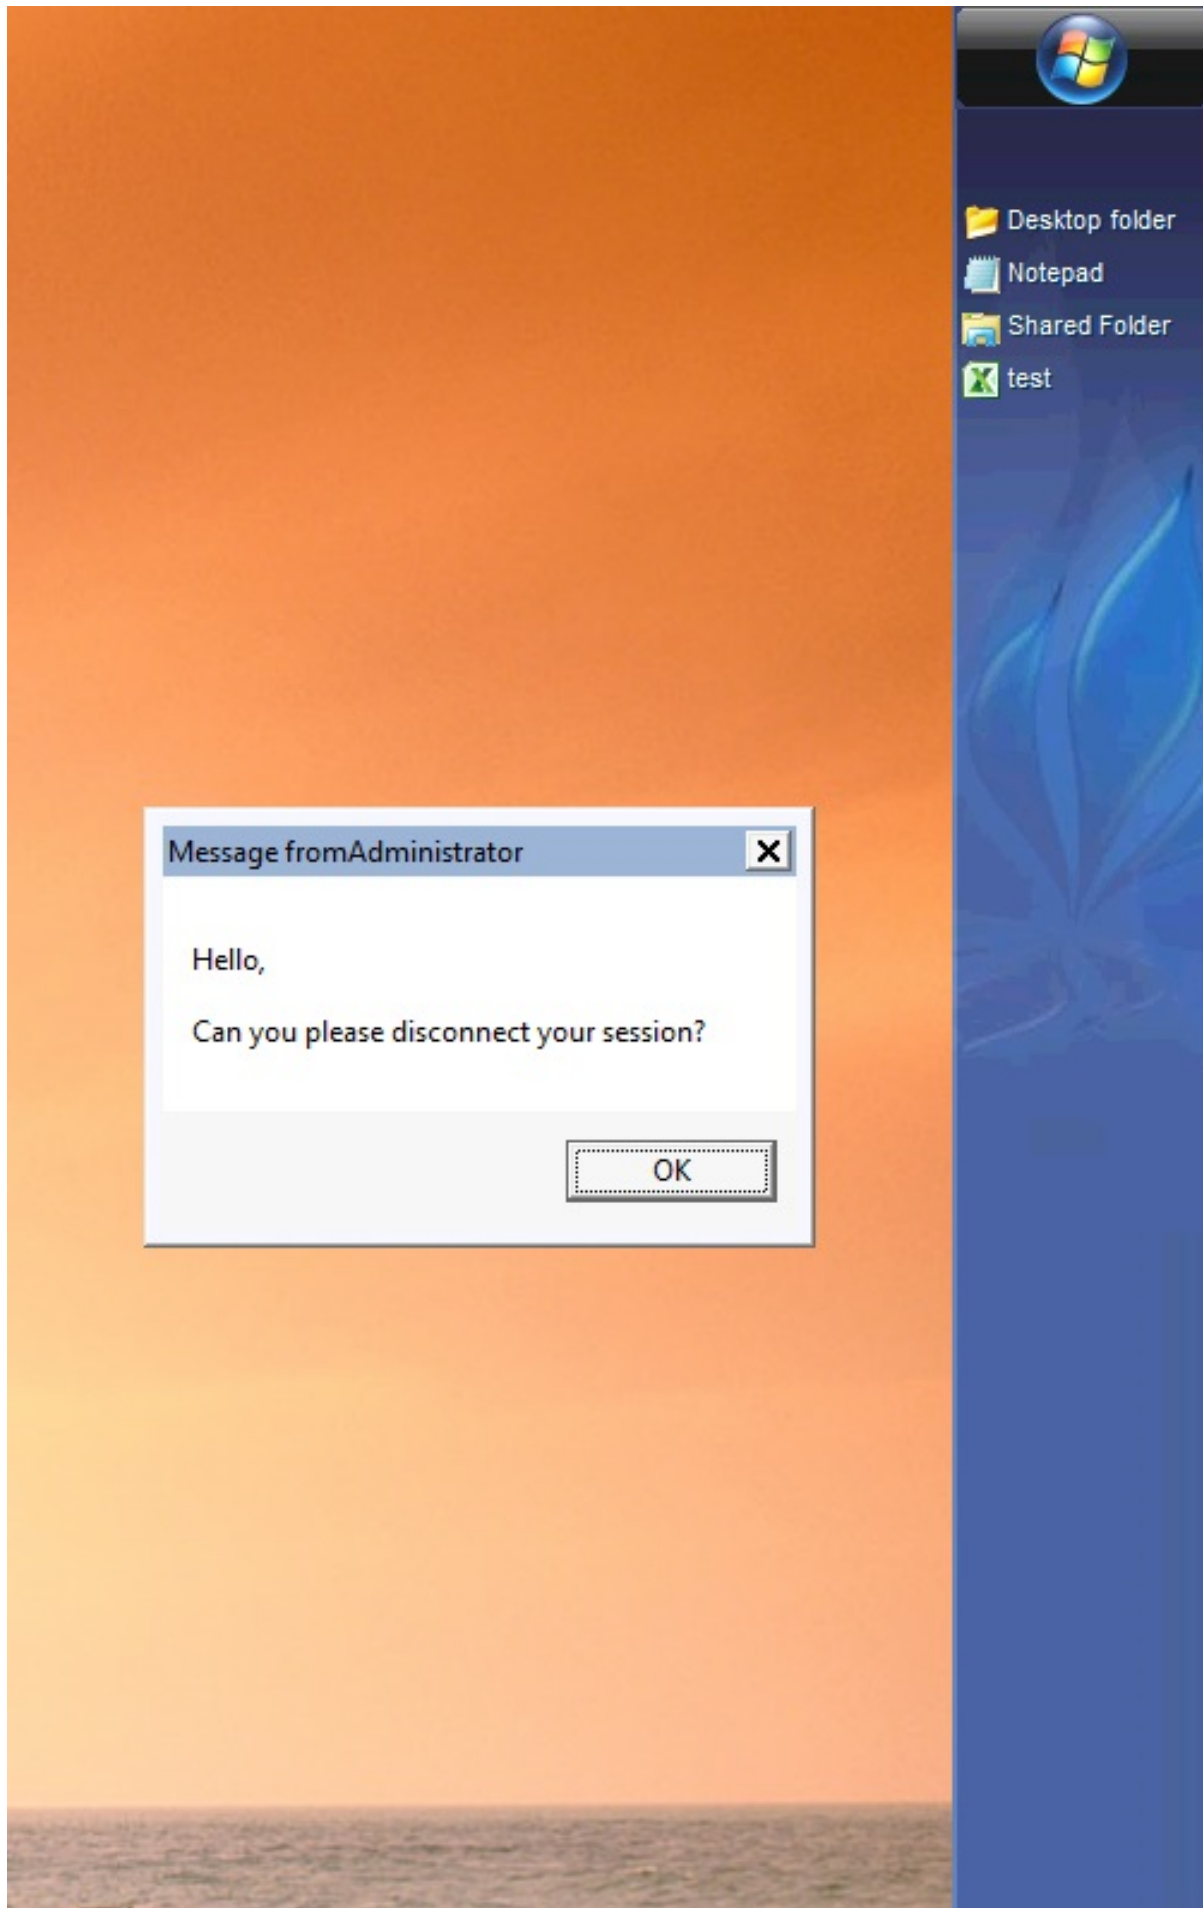 Desktop folder
Notepad
Shared Folder
test
Message fromAdministrator
Hello,
Can you please disconnect your session?
OK